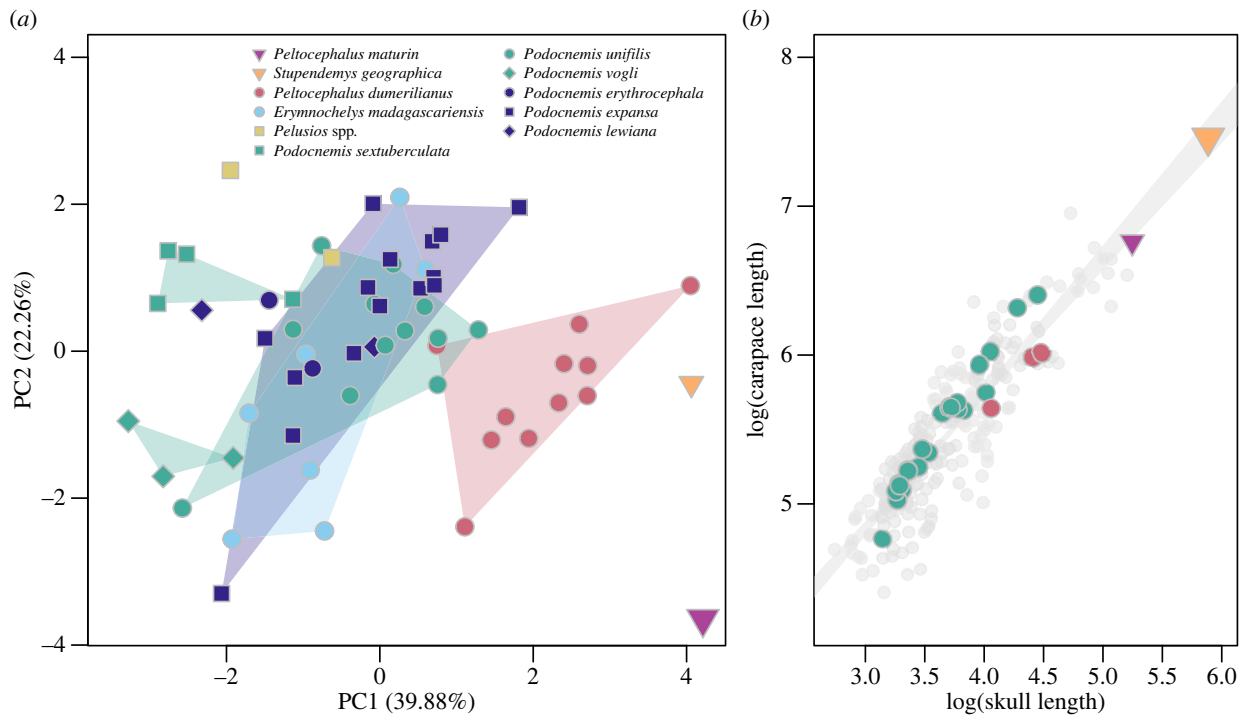 (a)
4
2
0
−2
−4
PC2 (22.26%)
Peltocephalus maturin
Stupendemys geographica
Peltocephalus dumerilianus
Erymnochelys madagascariensis
Pelusios spp.
Podocnemis sextuberculata
Podocnemis unifilis
Podocnemis vogli
Podocnemis erythrocephala
Podocnemis expansa
Podocnemis lewiana
−2
0
2
4
PC1 (39.88%)
(b)
8
7
6
5
log(carapace length)
3.0
3.5
4.0
4.5
5.0
5.5
6.0
log(skull length)